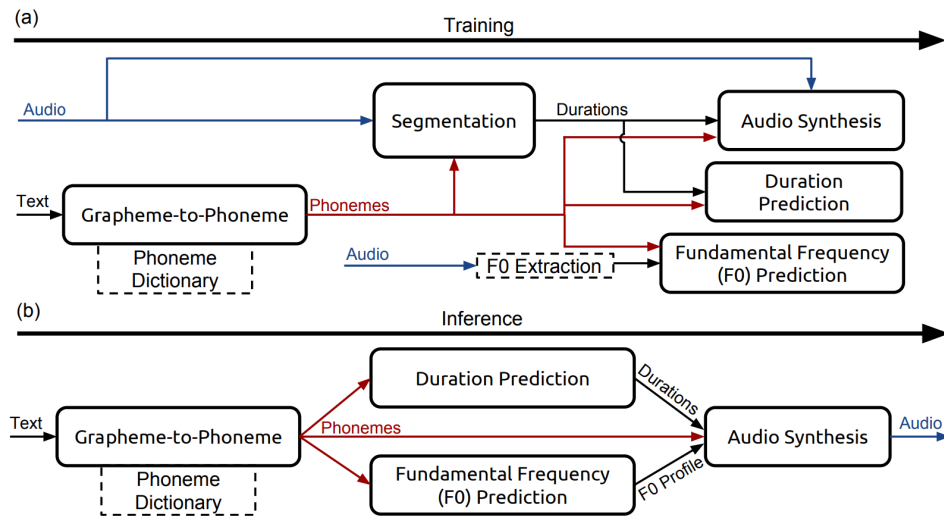 (a)
Training
Audio
Segmentation
Durations
Audio Synthesis
Text
Grapheme-to-Phoneme
Phonemes
Duration
Prediction
Phoneme
Dictionary
Audio
F0 Extraction
Fundamental Frequency
(F0) Prediction
(b)
Inference
Duration Prediction
Durations
Text
Grapheme-to-Phoneme
Phonemes
Audio Synthesis
Audio
Phoneme
Dictionary
Fundamental Frequency
(F0) Prediction
F0 Profile